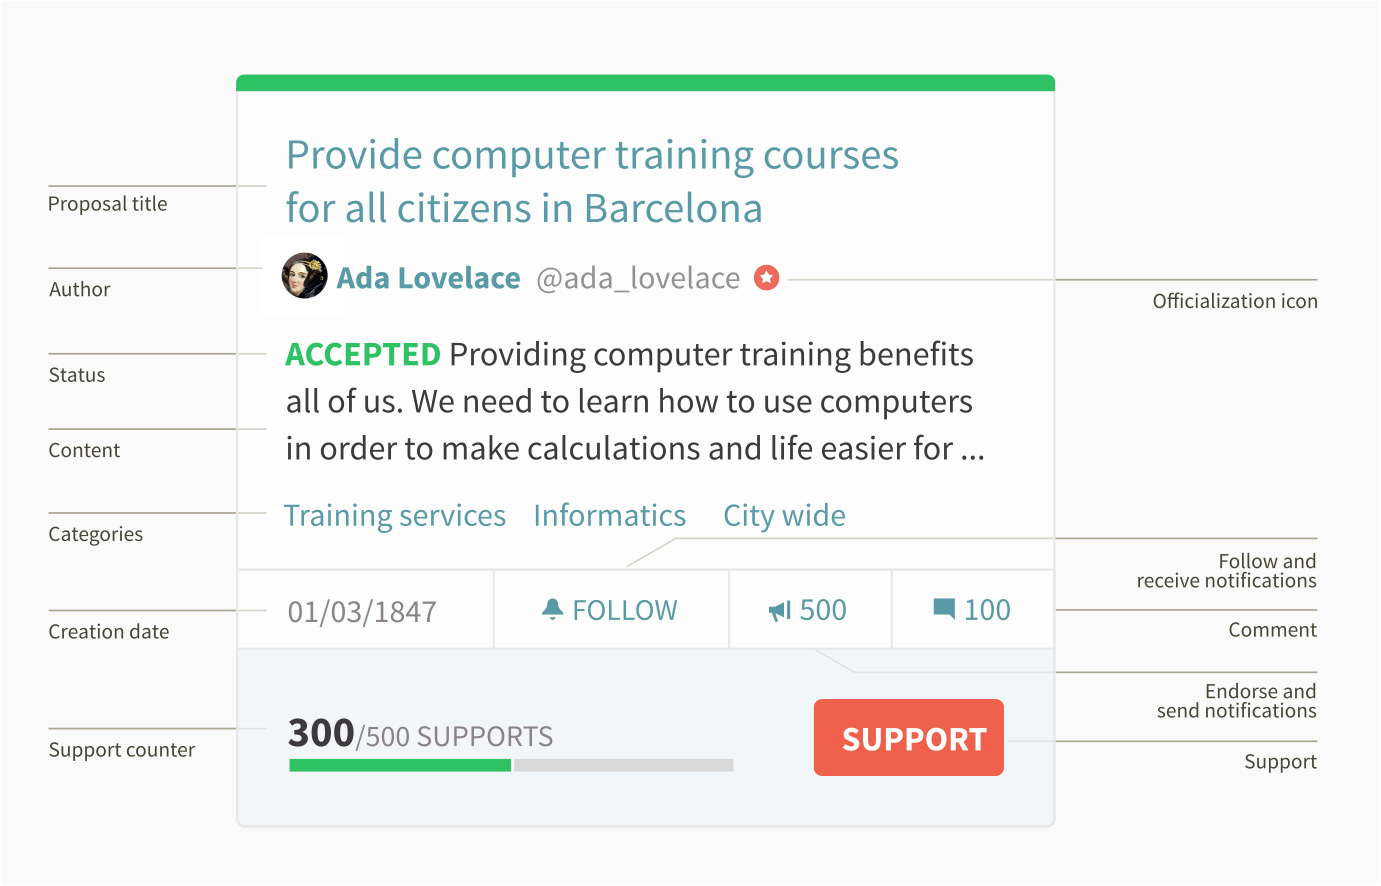 Provide computer training courses
for all citizens in Barcelona
Proposal title
Ada Lovelace @ada_lovelace
Author
Officialization icon
ACCEPTED Providing computer training benefits
all of us. We need to learn how to use computers
in order to make calculations and life easier for ...
Status
Content
Training services Informatics City wide
Categories
Follow and
receive notifications
01/03/1847 FOLLOW 500 100
Creation date
Comment
Endorse and
send notifications
300/500 SUPPORTS
SUPPORT
Support counter
Support